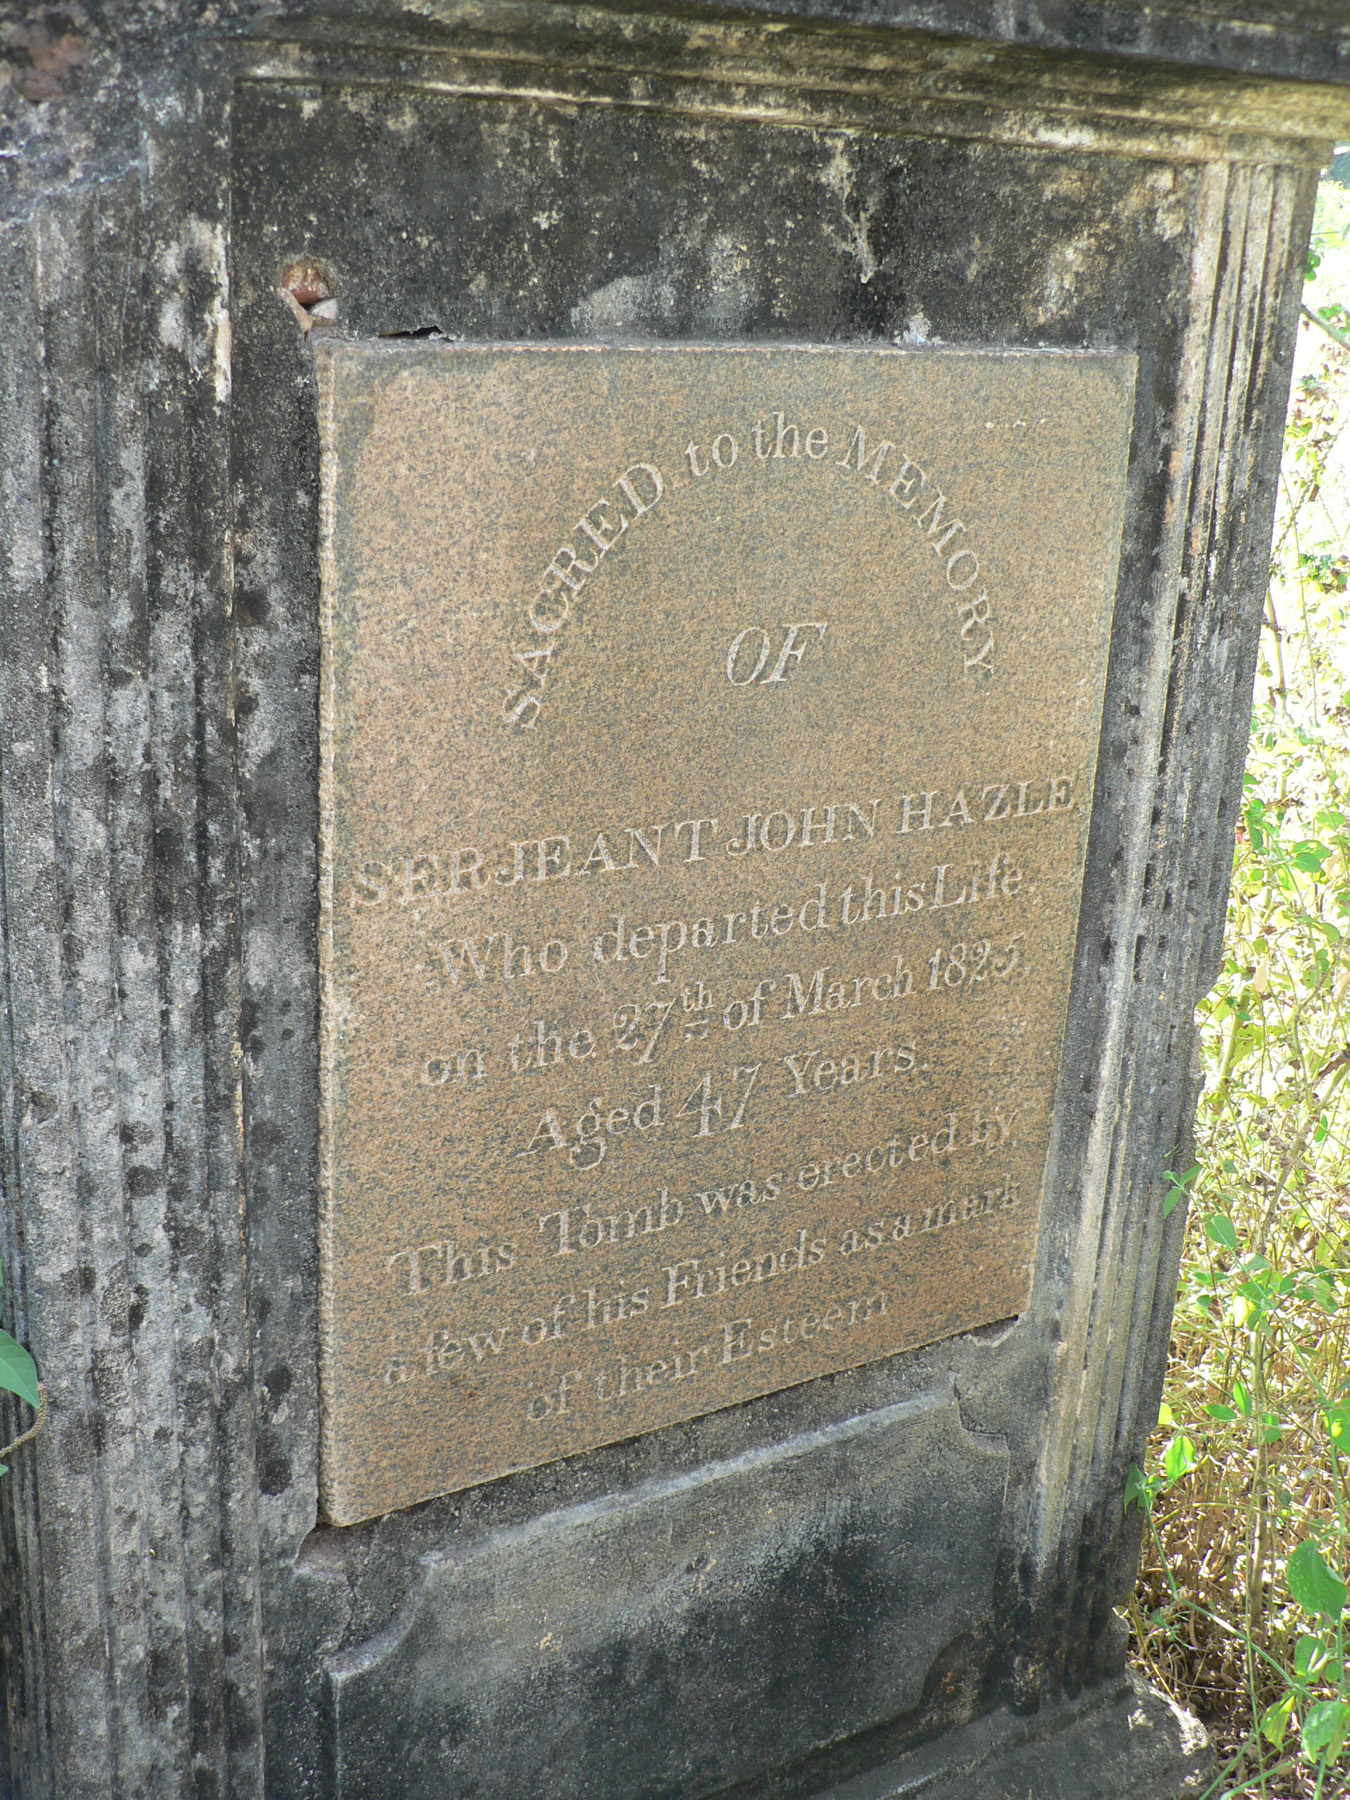 SACRED to the MEMORY
OF
SERJEANT JOHN HAZLE
Who departed this Life
on the 27th of March 1825.
Aged 47 Years.
This Tomb was erected by
a few of his Friends as a mark
of their Esteem